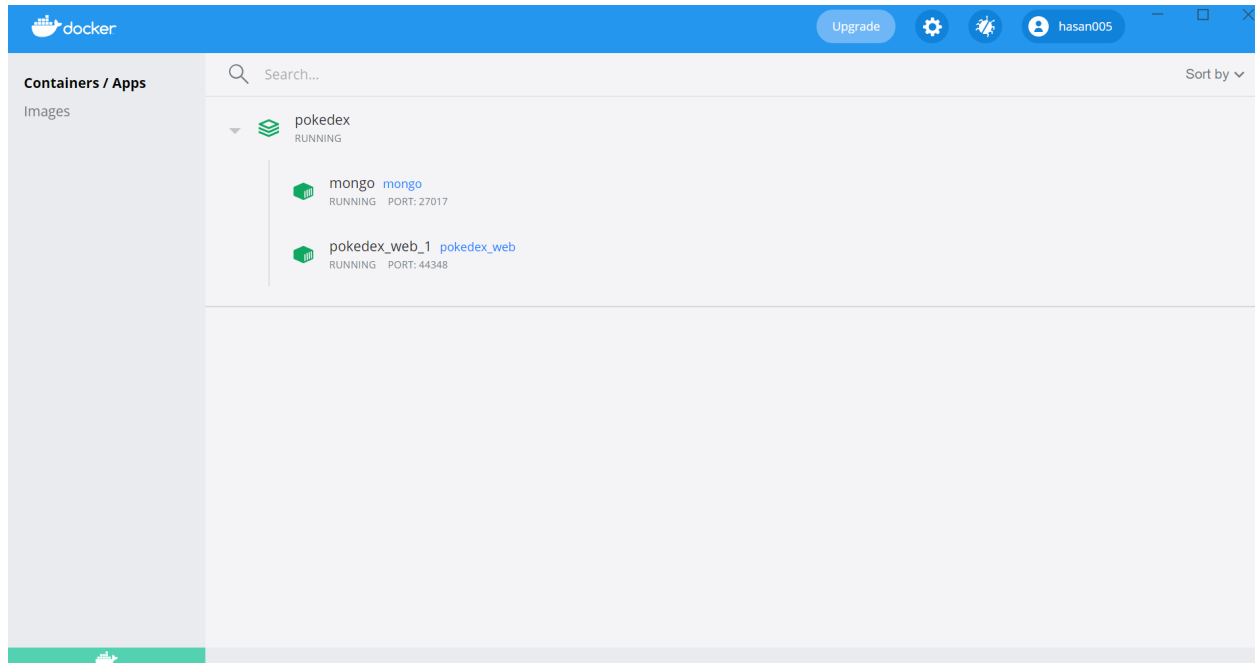 docker
Upgrade
hasan005
Containers / Apps
Images
Search...
Sort by
pokedex
RUNNING
mongo mongo
RUNNING PORT: 27017
pokedex_web_1 pokedex_web
RUNNING PORT: 44348